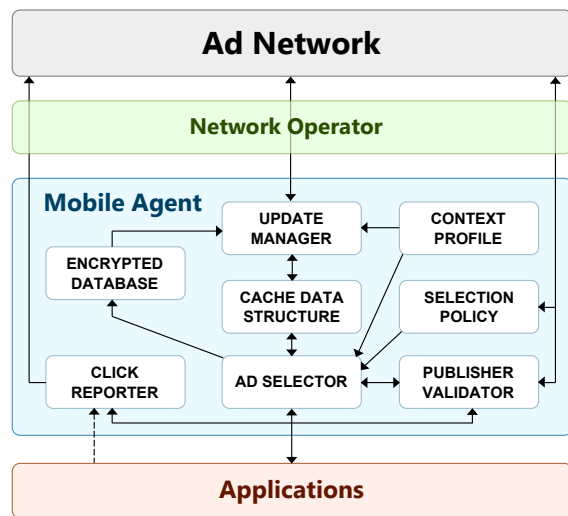 Ad Network
Network Operator
Mobile Agent
UPDATE
MANAGER
CONTEXT
PROFILE
ENCRYPTED
DATABASE
CACHE DATA
STRUCTURE
SELECTION
POLICY
CLICK
REPORTER
AD SELECTOR
PUBLISHER
VALIDATOR
Applications